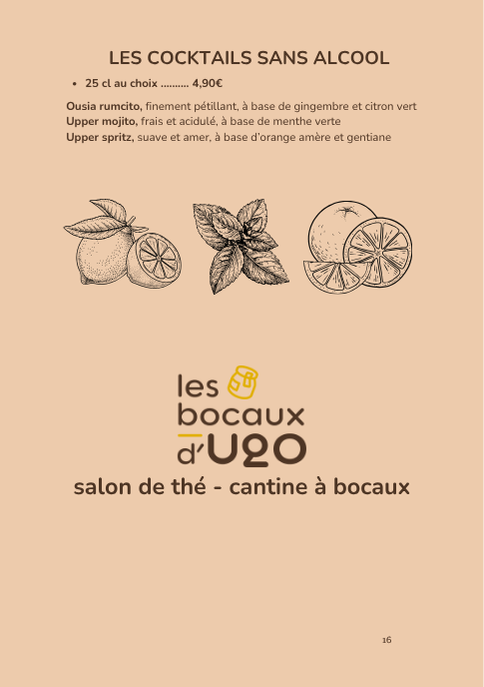 LES COCKTAILS SANS ALCOOL
• 25 cl au choix .......... 4,90€
Ousia rumcito, finement pétillant, à base de gingembre et citron vert
Upper mojito, frais et acidulé, à base de menthe verte
Upper spritz, suave et amer, à base d'orange amère et gentiane
les
bocaux
d'UGO
salon de thé - cantine à bocaux
16